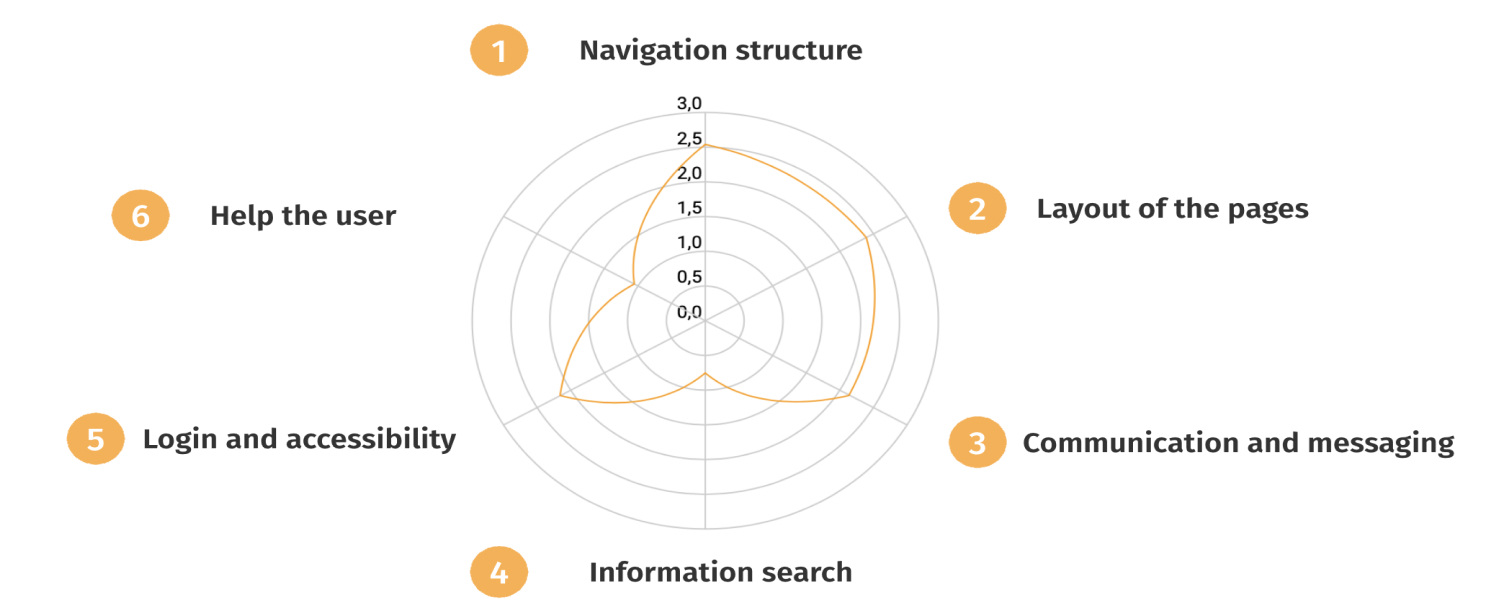 1 Navigation structure
3,0
2,5
2,0
1,5
1,0
0,5
0,0
6 Help the user
2 Layout of the pages
5 Login and accessibility
3 Communication and messaging
4 Information search